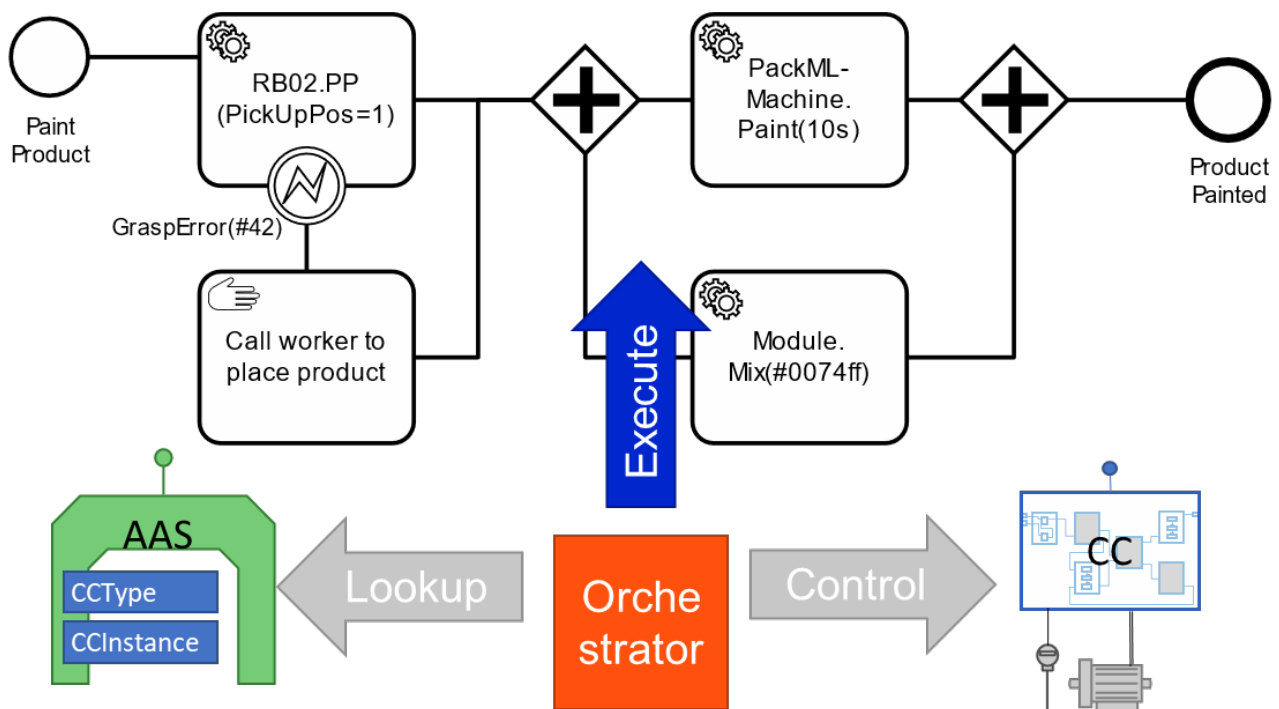 Paint
Product
RB02.PP
(PickUpPos=1)
GraspError(#42)
Call worker to
place product
PackML-
Machine.
Paint(10s)
Module.
Mix(#0074ff)
Product
Painted
Execute
AAS
CCType
CCInstance
Lookup
Orche
strator
Control
CC